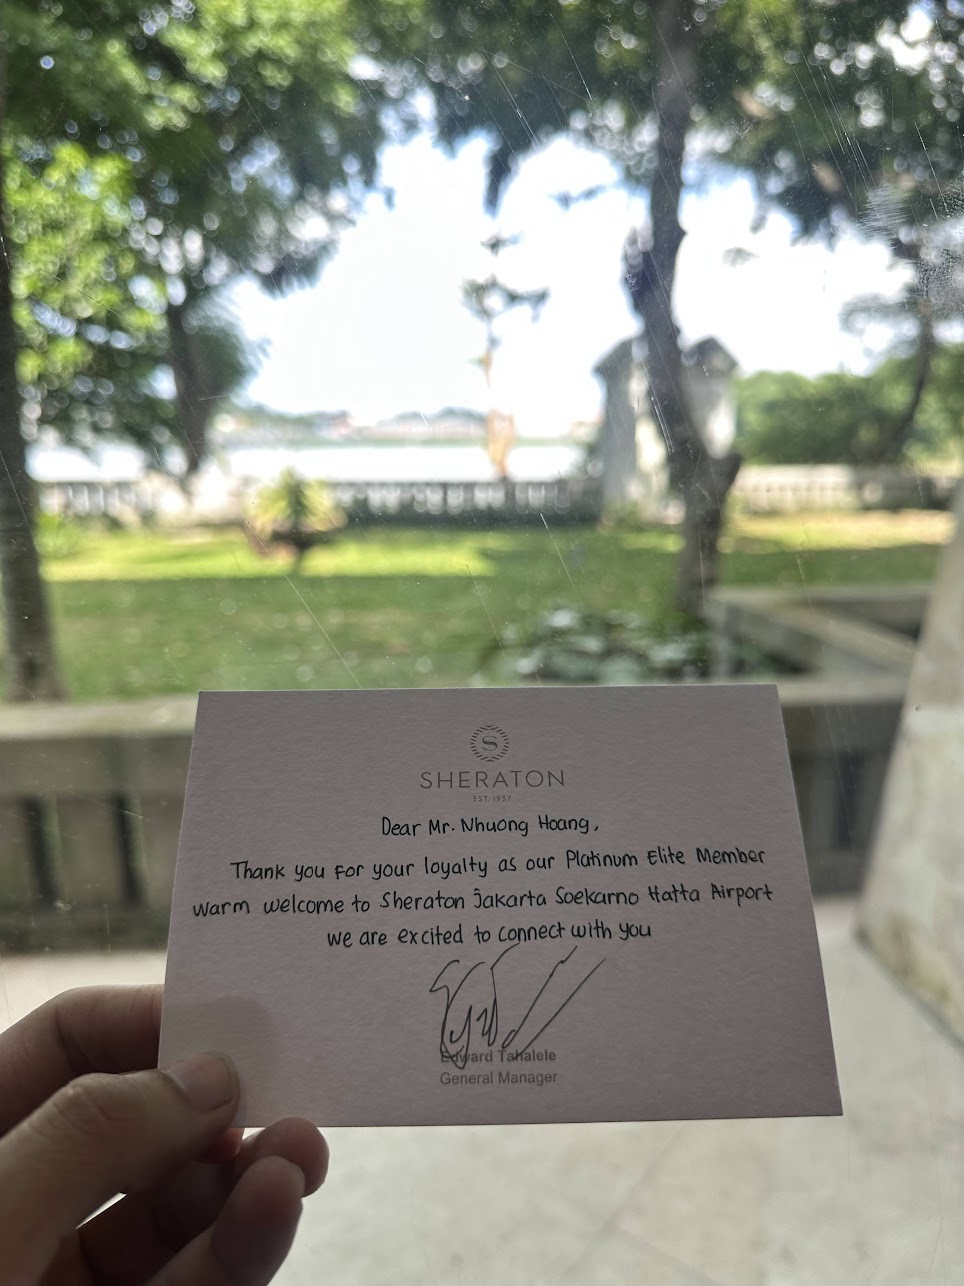 S
SHERATON
EST. 1937
Dear Mr. Nhuong Hoang,
Thank you for your loyalty as our Platinum Elite Member
warm welcome to Sheraton Jakarta Soekarno Hatta Airport
we are excited to connect with you
Edward Tahalele
General Manager